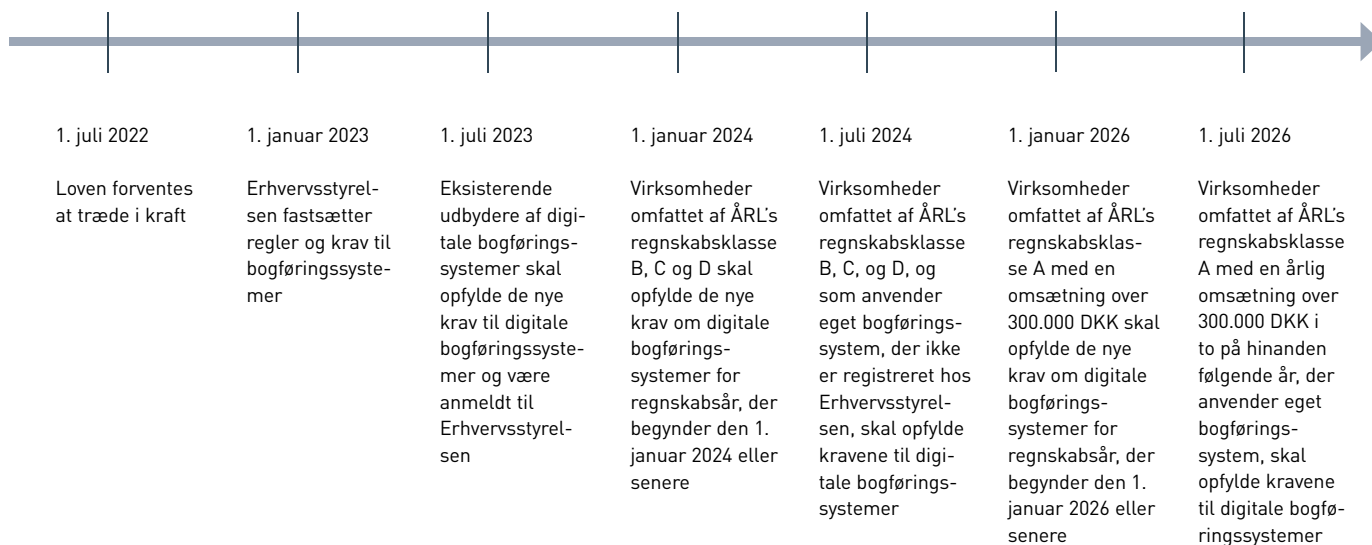 1. juli 2022
Loven forventes
at træde i kraft
1. januar 2023
Erhvervsstyrel-
sen fastsætter
regler og krav til
bogføringssyste-
mer
1. juli 2023
Eksisterende
udbydere af digi-
tale bogførings-
systemer skal
opfylde de nye
krav til digitale
bogføringssyste-
mer og være
anmeldt til
Erhvervsstyrel-
sen
1. januar 2024
Virksomheder
omfattet af ÅRL's
regnskabsklasse
B, C og D skal
opfylde de nye
krav om digitale
bogførings-
systemer for
regnskabsår, der
begynder den 1.
januar 2024 eller
senere
1. juli 2024
Virksomheder
omfattet af ÅRL's
regnskabsklasse
B, C, og D, og
som anvender
eget bogførings-
system, der ikke
er registreret hos
Erhvervsstyrel-
sen, skal opfylde
kravene til digi-
tale bogførings-
systemer
1. januar 2026
Virksomheder
omfattet af ÅRL's
regnskabsklas-
se A med en
omsætning over
300.000 DKK skal
opfylde de nye
krav om digitale
bogførings-
systemer for
regnskabsår, der
begynder den 1.
januar 2026 eller
senere
1. juli 2026
Virksomheder
omfattet af ÅRL's
regnskabsklasse
A med en årlig
omsætning over
300.000 DKK i
to på hinanden
følgende år, der
anvender eget
bogførings-
system, skal
opfylde kravene
til digitale bogfø-
ringssystemer